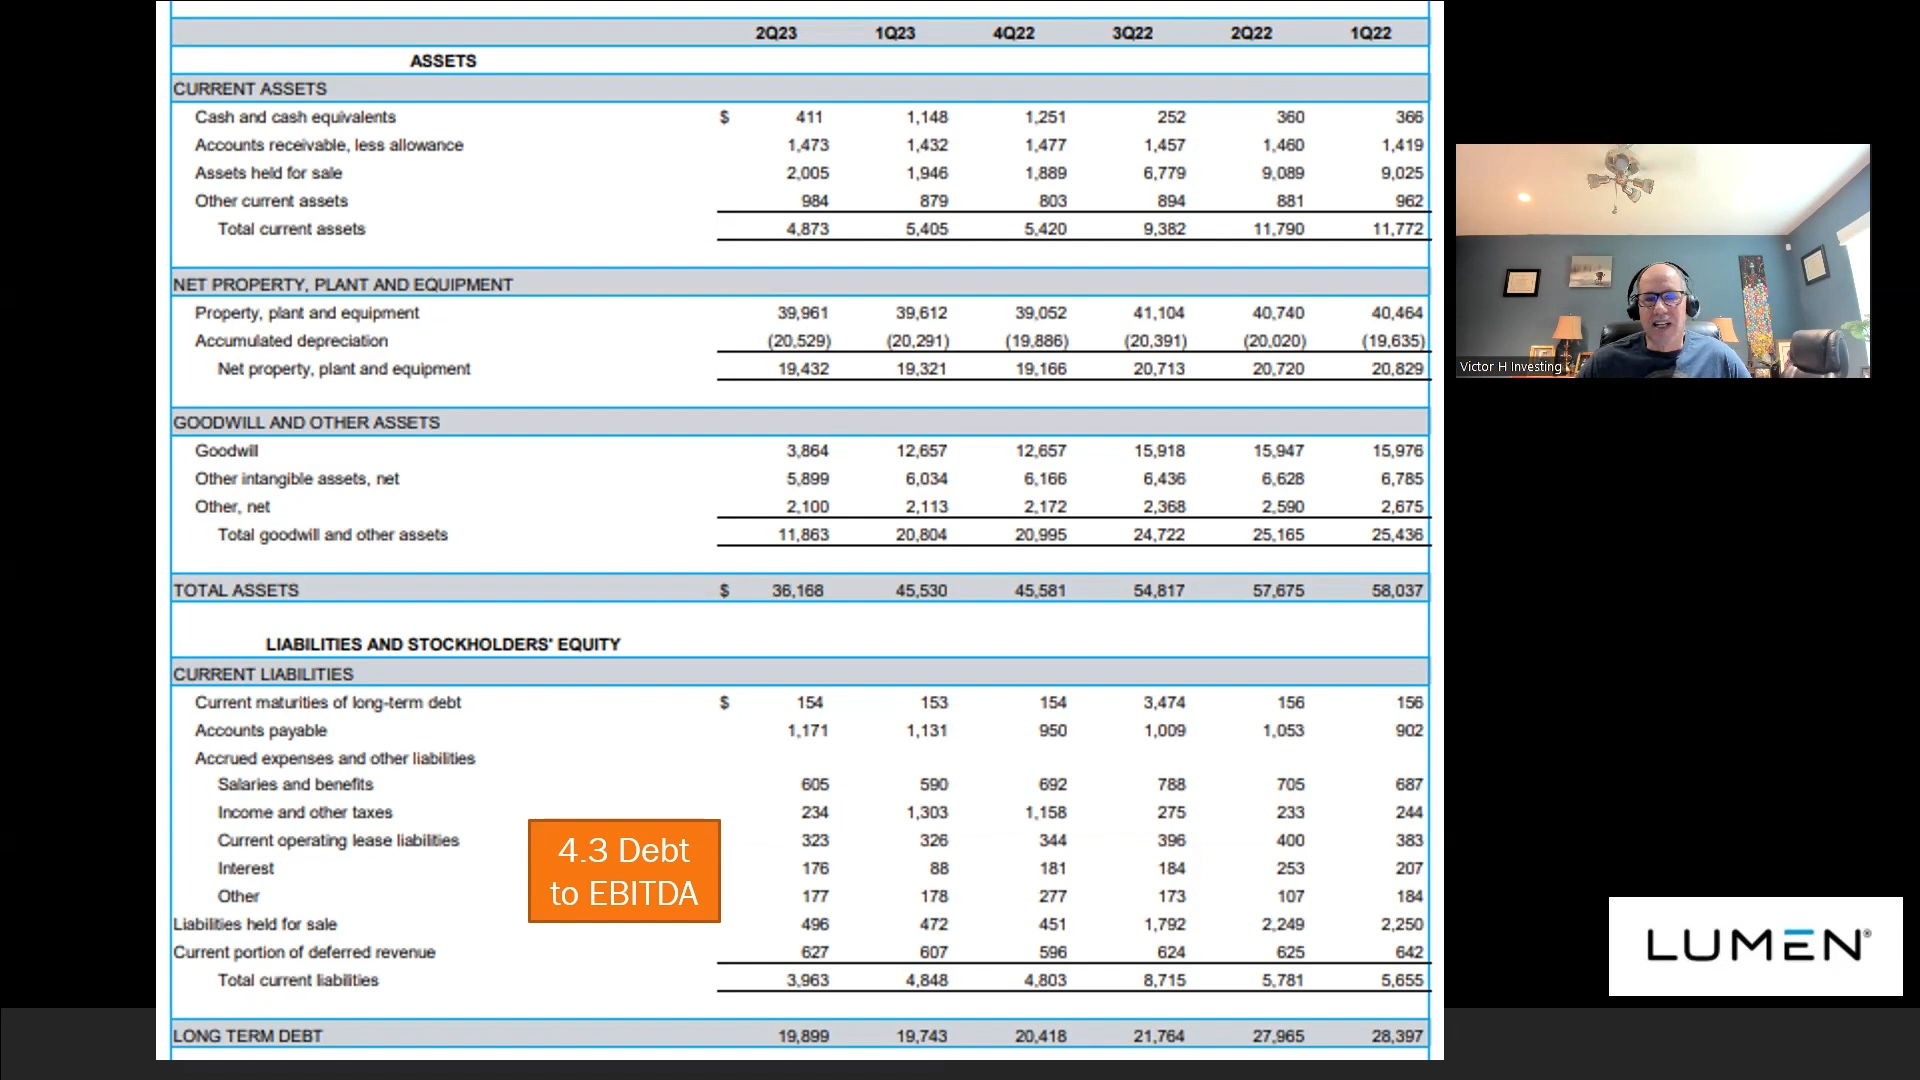 2Q23 1Q23 4Q22 3Q22 2Q22 1Q22
ASSETS
CURRENT ASSETS
Cash and cash equivalents $ 411 1,148 1,251 252 360 366
Accounts receivable, less allowance 1,473 1,432 1,477 1,457 1,460 1,419
Assets held for sale 2,005 1,946 1,889 6,779 9,089 9,025
Other current assets 984 879 803 894 881 962
Total current assets 4,873 5,405 5,420 9,382 11,790 11,772
NET PROPERTY, PLANT AND EQUIPMENT
Property, plant and equipment 39,961 39,612 39,052 41,104 40,740 40,464
Accumulated depreciation (20,529) (20,291) (19,886) (20,391) (20,020) (19,635)
Net property, plant and equipment 19,432 19,321 19,166 20,713 20,720 20,829
GOODWILL AND OTHER ASSETS
Goodwill 3,864 12,657 12,657 15,918 15,947 15,976
Other intangible assets, net 5,899 6,034 6,166 6,436 6,628 6,785
Other, net 2,100 2,113 2,172 2,368 2,590 2,675
Total goodwill and other assets 11,863 20,804 20,995 24,722 25,165 25,436
TOTAL ASSETS $ 36,168 45,530 45,581 54,817 57,675 58,037
LIABILITIES AND STOCKHOLDERS' EQUITY
CURRENT LIABILITIES
Current maturities of long-term debt $ 154 153 154 3,474 156 156
Accounts payable 1,171 1,131 950 1,009 1,053 902
Accrued expenses and other liabilities
Salaries and benefits 605 590 692 788 705 687
Income and other taxes 234 1,303 1,158 275 233 244
Current operating lease liabilities 323 326 344 396 400 383
Interest 176 88 181 184 253 207
Other 177 178 277 173 107 184
Liabilities held for sale 496 472 451 1,792 2,249 2,250
Current portion of deferred revenue 627 607 596 624 625 642
Total current liabilities 3,963 4,848 4,803 8,715 5,781 5,655
LONG TERM DEBT 19,899 19,743 20,418 21,764 27,965 28,397
4.3 Debt
to EBITDA
Victor H Investing
LUMEN®